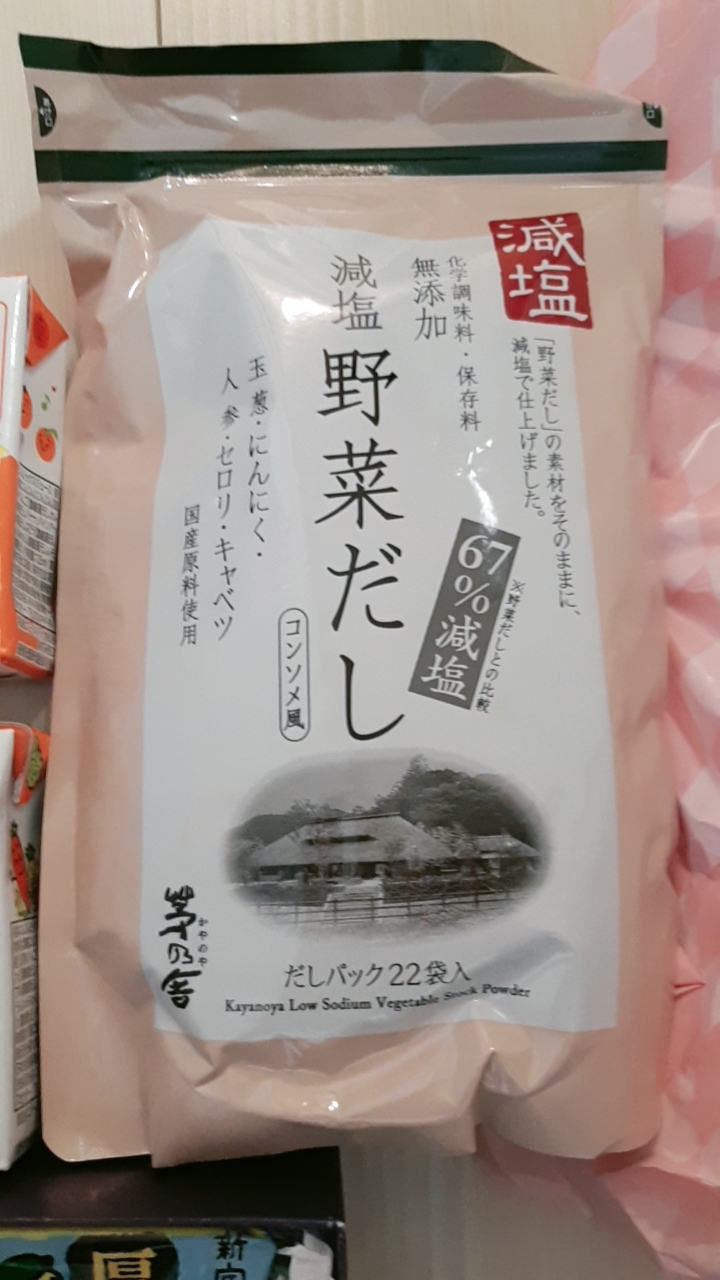 減塩
「野菜だし」の素材をそのままに、
減塩で仕上げました。
化学調味料・保存料
無添加
67%減塩
※野菜だしとの比較
減塩 野菜だし
コンソメ風
玉葱・にんにく・
人参・セロリ・キャベツ
国産原料使用
茅乃舎
かやのや
だしパック22袋入
Kayanoya Low Sodium Vegetable Stock Powder
新宿
厚